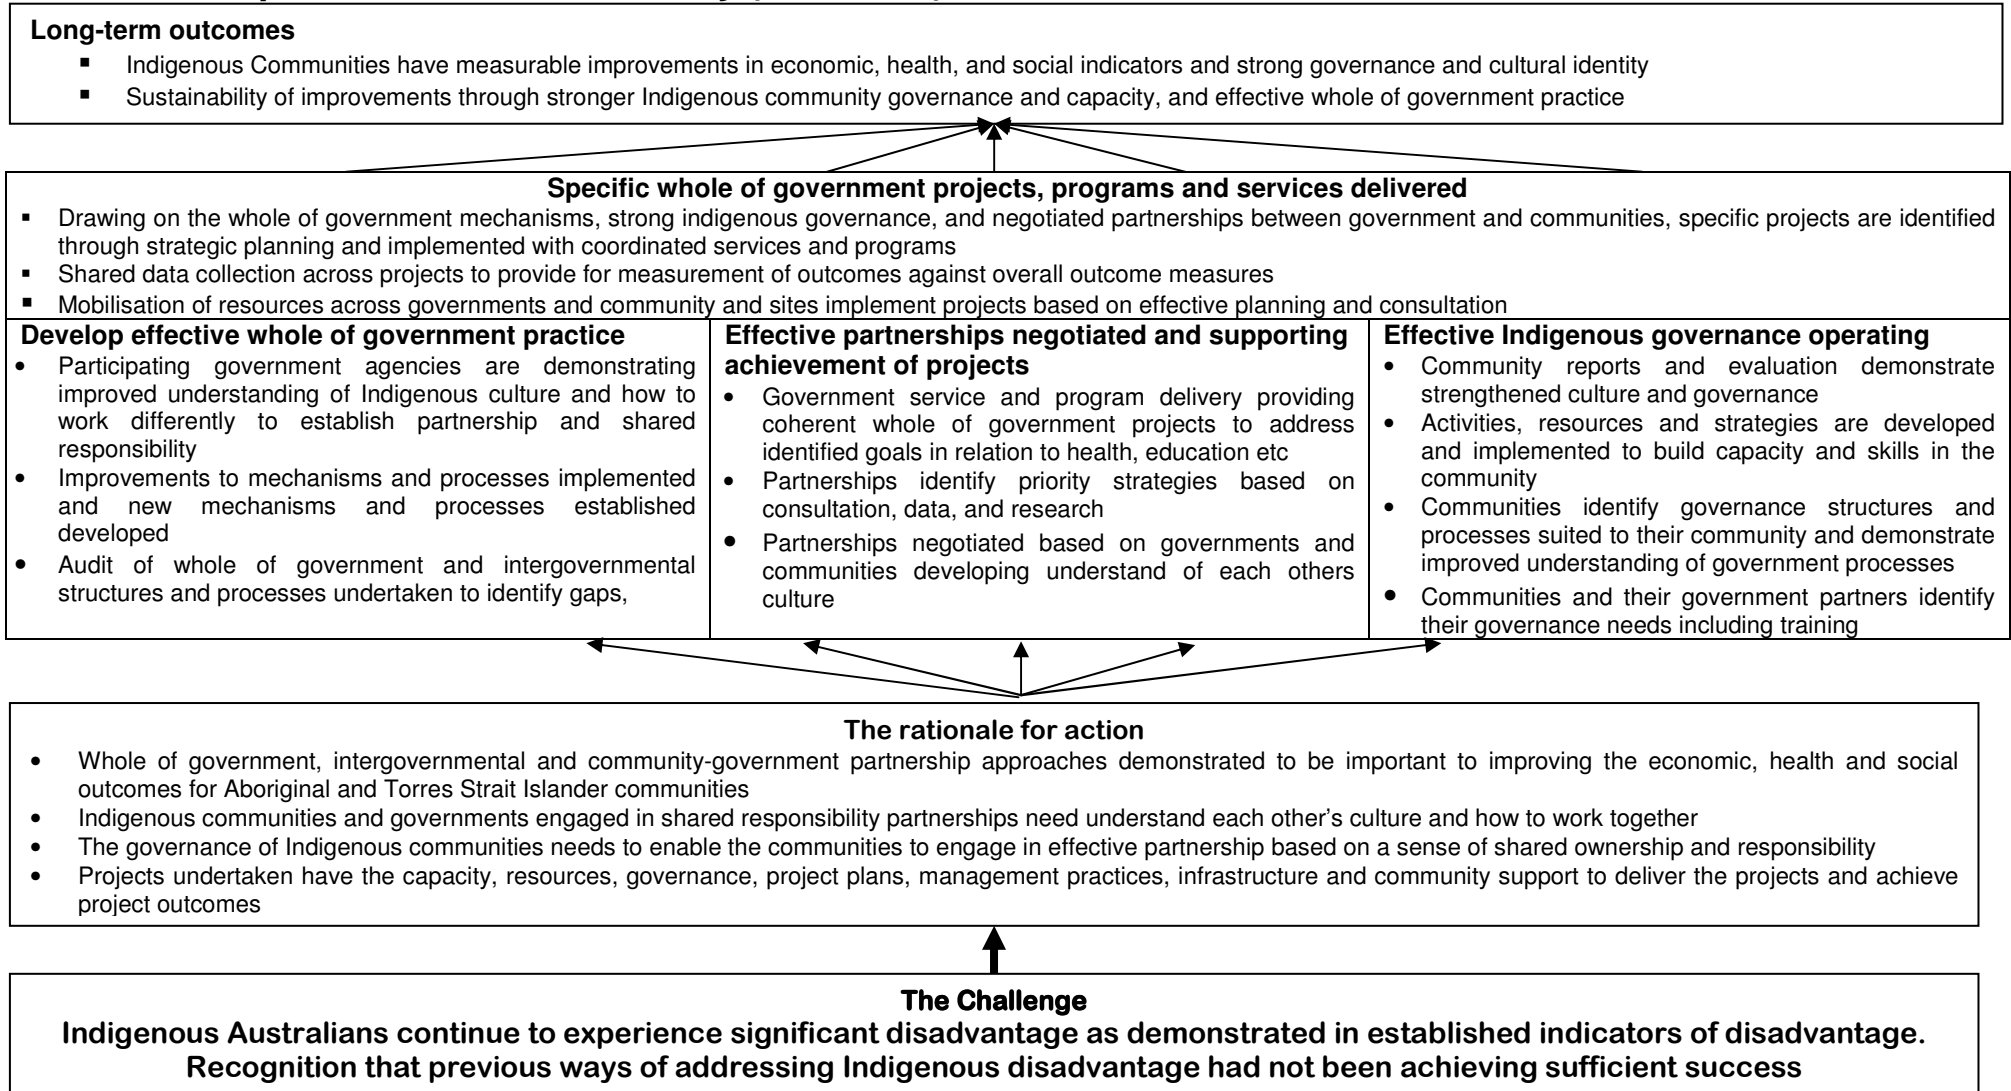 Long-term outcomes
▪ Indigenous Communities have measurable improvements in economic, health, and social indicators and strong governance and cultural identity
▪ Sustainability of improvements through stronger Indigenous community governance and capacity, and effective whole of government practice
Specific whole of government projects, programs and services delivered
▪ Drawing on the whole of government mechanisms, strong indigenous governance, and negotiated partnerships between government and communities, specific projects are identified
through strategic planning and implemented with coordinated services and programs
▪ Shared data collection across projects to provide for measurement of outcomes against overall outcome measures
▪ Mobilisation of resources across governments and community and sites implement projects based on effective planning and consultation
Develop effective whole of government practice
• Participating government agencies are demonstrating
improved understanding of Indigenous culture and how to
work differently to establish partnership and shared
responsibility
• Improvements to mechanisms and processes implemented
and new mechanisms and processes established
developed
• Audit of whole of government and intergovernmental
structures and processes undertaken to identify gaps,
Effective partnerships negotiated and supporting
achievement of projects
• Government service and program delivery providing
coherent whole of government projects to address
identified goals in relation to health, education etc
• Partnerships identify priority strategies based on
consultation, data, and research
• Partnerships negotiated based on governments and
communities developing understand of each others
culture
Effective Indigenous governance operating
• Community reports and evaluation demonstrate
strengthened culture and governance
• Activities, resources and strategies are developed
and implemented to build capacity and skills in the
community
• Communities identify governance structures and
processes suited to their community and demonstrate
improved understanding of government processes
• Communities and their government partners identify
their governance needs including training
The rationale for action
• Whole of government, intergovernmental and community-government partnership approaches demonstrated to be important to improving the economic, health and social
outcomes for Aboriginal and Torres Strait Islander communities
• Indigenous communities and governments engaged in shared responsibility partnerships need understand each other's culture and how to work together
• The governance of Indigenous communities needs to enable the communities to engage in effective partnership based on a sense of shared ownership and responsibility
• Projects undertaken have the capacity, resources, governance, project plans, management practices, infrastructure and community support to deliver the projects and achieve
project outcomes
The Challenge
Indigenous Australians continue to experience significant disadvantage as demonstrated in established indicators of disadvantage.
Recognition that previous ways of addressing Indigenous disadvantage had not been achieving sufficient success